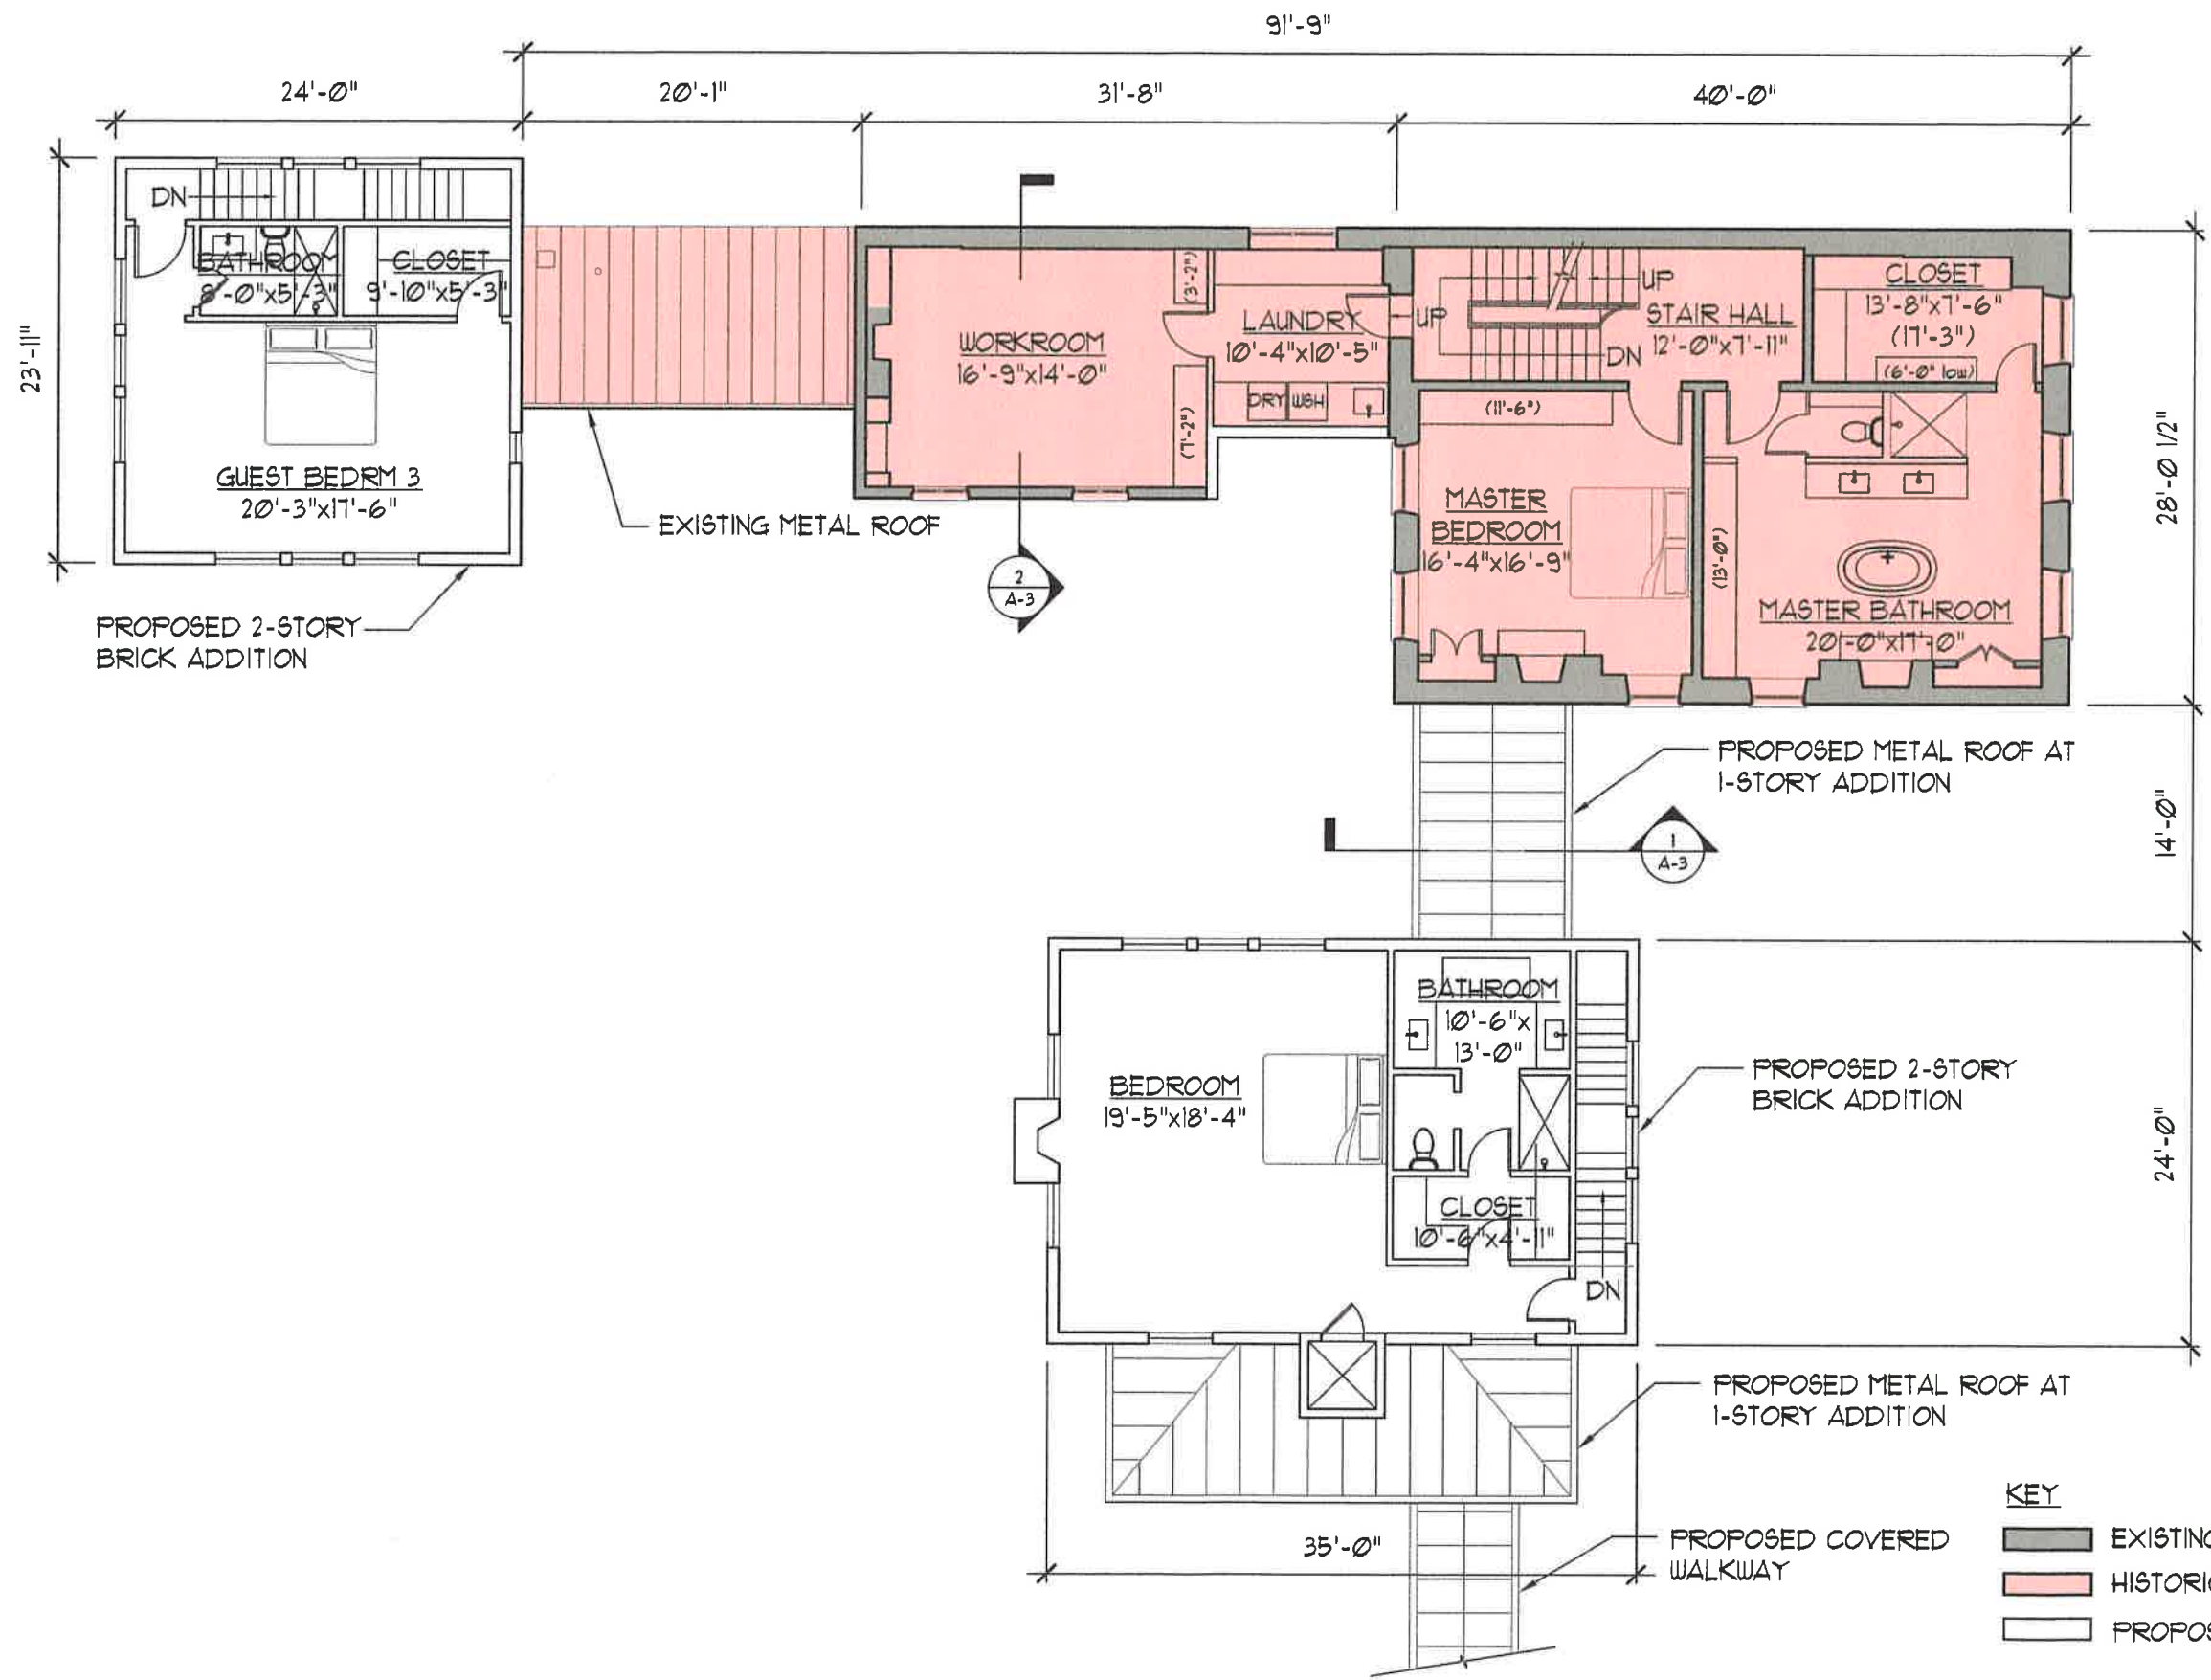 91'-9"
24'-0"
20'-1"
31'-8"
40'-0"
23'-11"
DN
BATHROOM
8'-0"x5'-3"
CLOSET
9'-10"x5'-3"
GUEST BEDRM 3
20'-3"x17'-6"
EXISTING METAL ROOF
PROPOSED 2-STORY
BRICK ADDITION
WORKROOM
16'-9"x14'-0"
(3'-2")
(7'-2")
LAUNDRY
10'-4"x10'-5"
DRY
WSH
UP
UP
DN
STAIR HALL
12'-0"x7'-11"
CLOSET
13'-8"x7'-6"
(17'-3")
(6'-0" low)
(11'-6")
MASTER
BEDROOM
16'-4"x16'-9"
(13'-0")
MASTER BATHROOM
20'-0"x17'-0"
28'-0 1/2"
2
A-3
PROPOSED METAL ROOF AT
1-STORY ADDITION
14'-0"
1
A-3
BATHROOM
10'-6"x
13'-0"
BEDROOM
19'-5"x18'-4"
PROPOSED 2-STORY
BRICK ADDITION
24'-0"
CLOSET
10'-6"x4'-11"
DN
PROPOSED METAL ROOF AT
1-STORY ADDITION
35'-0"
PROPOSED COVERED
WALKWAY
KEY
EXISTING
HISTORI
PROPOS